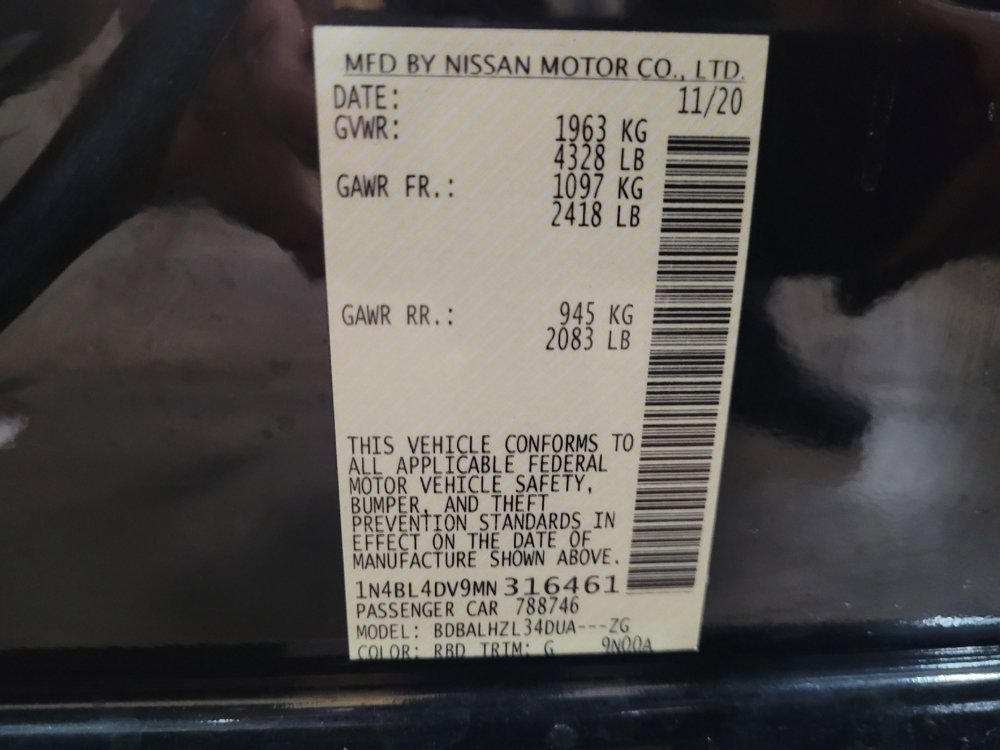 MFD BY NISSAN MOTOR CO., LTD.
DATE: 11/20
GVWR: 1963 KG
4328 LB
GAWR FR.: 1097 KG
2418 LB
GAWR RR.: 945 KG
2083 LB
THIS VEHICLE CONFORMS TO
ALL APPLICABLE FEDERAL
MOTOR VEHICLE SAFETY,
BUMPER, AND THEFT
PREVENTION STANDARDS IN
EFFECT ON THE DATE OF
MANUFACTURE SHOWN ABOVE.
1N4BL4DV9MN 316461
PASSENGER CAR 788746
MODEL: BDBALHZL34DUA---ZG
COLOR: RBD TRIM: G 9N00A